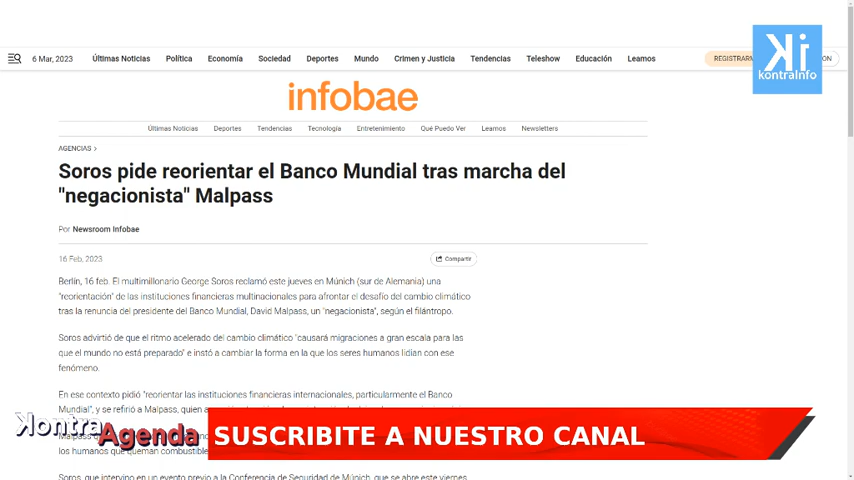 6 Mar, 2023 Últimas Noticias Política Economía Sociedad Deportes Mundo Crimen y Justicia Tendencias Teleshow Educación Leamos
kontrainfo
infobae
Últimas Noticias Deportes Tendencias Tecnología Entretenimiento Qué Puedo Ver Leamos Newsletters
AGENCIAS >
Soros pide reorientar el Banco Mundial tras marcha del
"negacionista" Malpass
Por Newsroom Infobae
16 Feb, 2023 Compartir
Berlín, 16 feb. El multimillonario George Soros reclamó este jueves en Múnich (sur de Alemania) una
"reorientación" de las instituciones financieras multinacionales para afrontar el desafío del cambio climático
tras la renuncia del presidente del Banco Mundial, David Malpass, un "negacionista", según el filántropo.
Soros advirtió de que el ritmo acelerado del cambio climático "causará migraciones a gran escala para las
que el mundo no está preparado" e instó a cambiar la forma en la que los seres humanos lidian con ese
fenómeno.
En ese contexto pidió "reorientar las instituciones financieras internacionales, particularmente el Banco
Mundial", y se refirió a Malpass, quien
Kontra
Agenda
SUSCRIBITE A NUESTRO CANAL
los humanos que queman
Soros, que intervino en un evento previo a la Conferencia de Seguridad de Múnich, que se abre este viernes